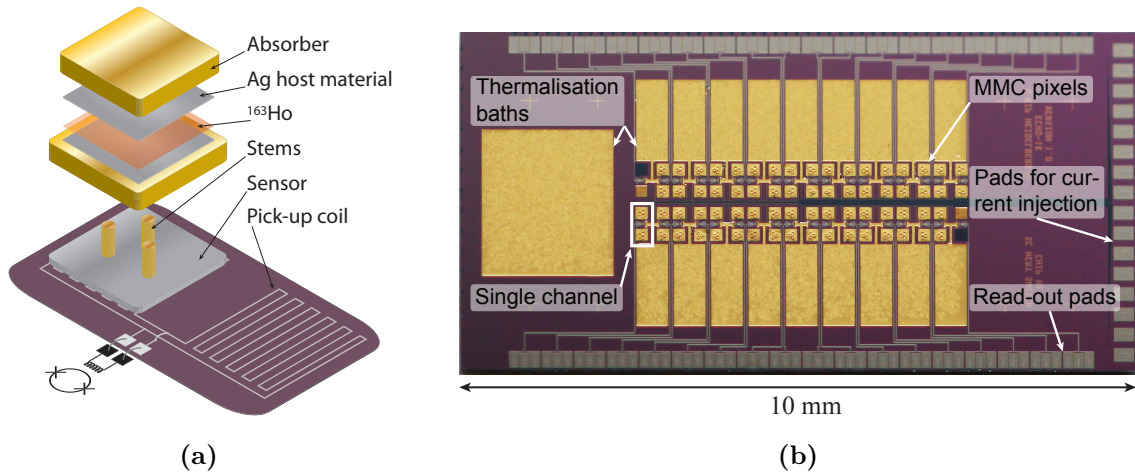 Absorber
Ag host material
¹⁶³Ho
Stems
Sensor
Pick-up coil
(a)
(b)
Thermalisation
baths
MMC pixels
Pads for cur-
rent injection
Single channel
Read-out pads
10 mm